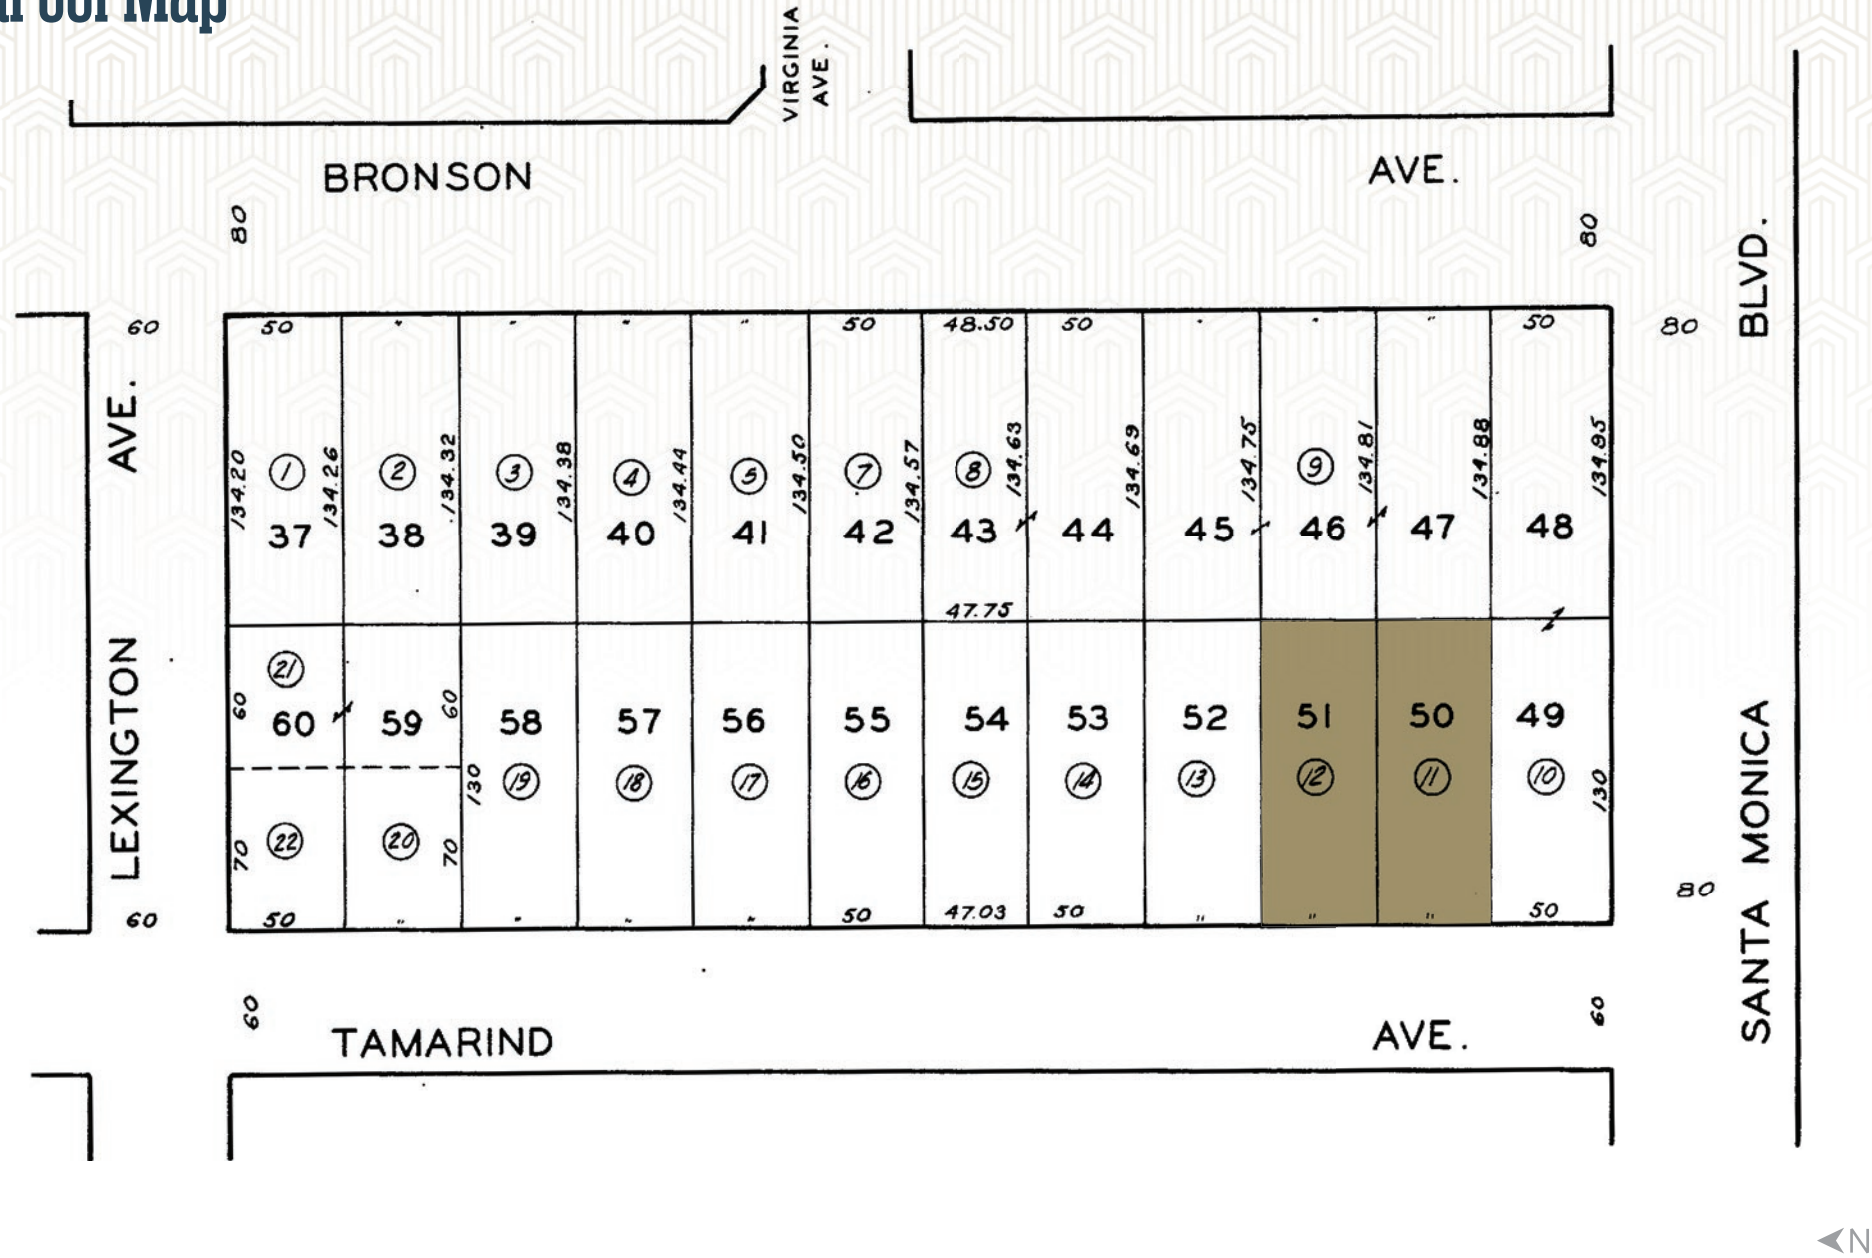 Map
VIRGINIA
AVE.
BRONSON AVE.
80 80
BLVD.
60 50 " " " " 50 48.50 50 " " " 50 80
AVE.
134.20 134.26 134.32 134.38 134.44 134.50 134.57 134.63 134.69 134.75 134.81 134.88 134.95
1 2 3 4 5 7 8 9
37 38 39 40 41 42 43 44 45 46 47 48
47.75
LEXINGTON
21
60 60
60 59 58 57 56 55 54 53 52 51 50 49
130 19 18 17 16 15 14 13 12 11 10 130
70 22 20 70
SANTA MONICA
80
60 50 " " " " 50 47.03 50 " " " 50
60 60
TAMARIND AVE.
N